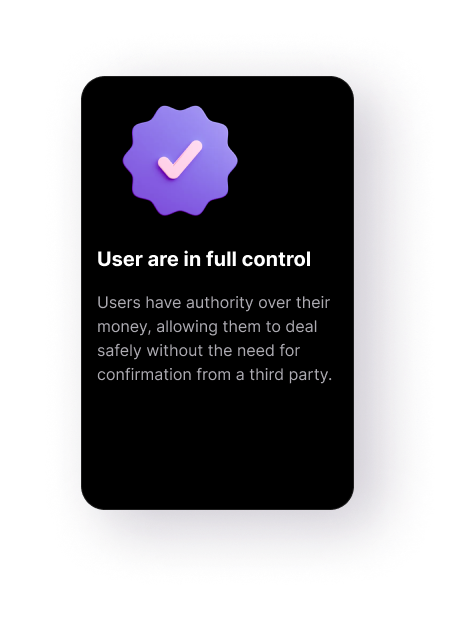 User are in full control
Users have authority over their
money, allowing them to deal
safely without the need for
confirmation from a third party.